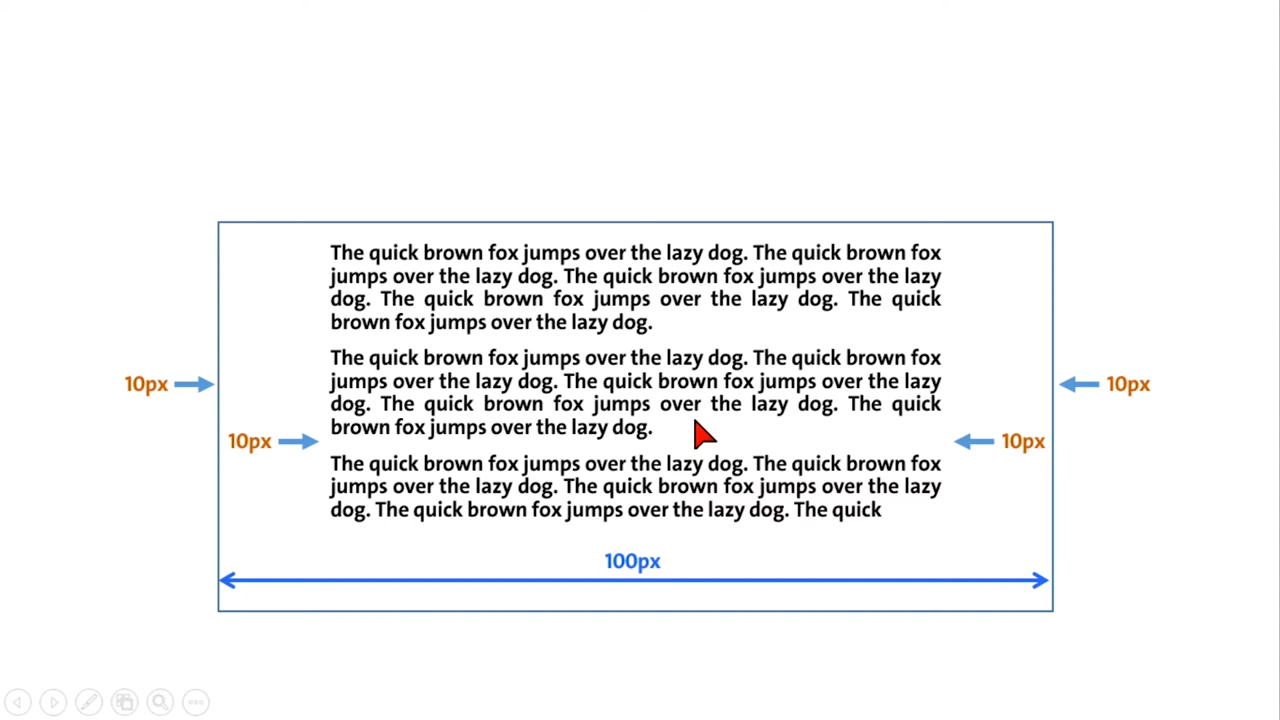 The quick brown fox jumps over the lazy dog. The quick brown fox
jumps over the lazy dog. The quick brown fox jumps over the lazy
dog. The quick brown fox jumps over the lazy dog. The quick
brown fox jumps over the lazy dog.
The quick brown fox jumps over the lazy dog. The quick brown fox
jumps over the lazy dog. The quick brown fox jumps over the lazy
dog. The quick brown fox jumps over the lazy dog. The quick
brown fox jumps over the lazy dog.
10px
10px
10px
10px
The quick brown fox jumps over the lazy dog. The quick brown fox
jumps over the lazy dog. The quick brown fox jumps over the lazy
dog. The quick brown fox jumps over the lazy dog. The quick
100px